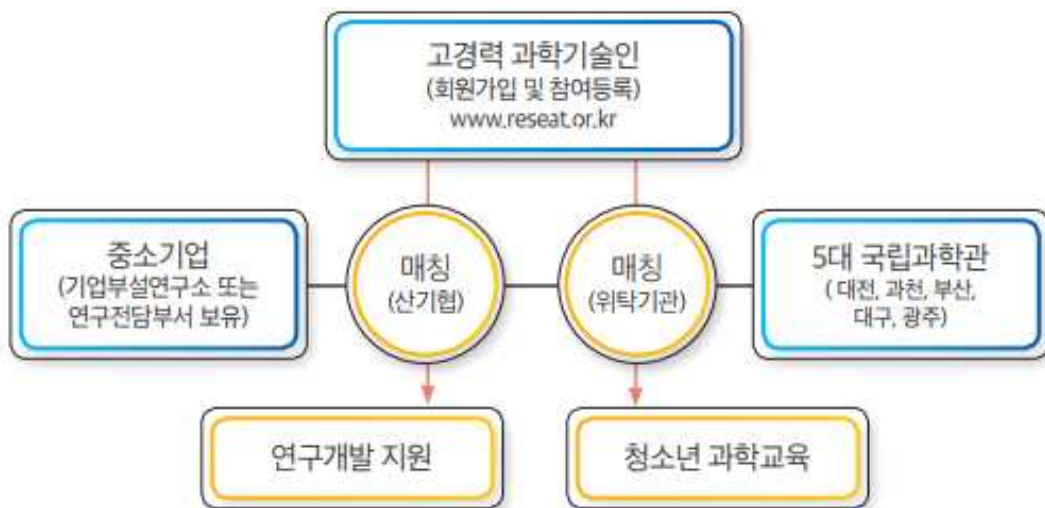 고경력 과학기술인
(회원가입 및 참여등록)
www.reseat.or.kr
중소기업
(기업부설연구소 또는
연구전담부서 보유)
매칭
(산기협)
매칭
(위탁기관)
5대 국립과학관
( 대전, 과천, 부산,
대구, 광주)
연구개발 지원
청소년 과학교육